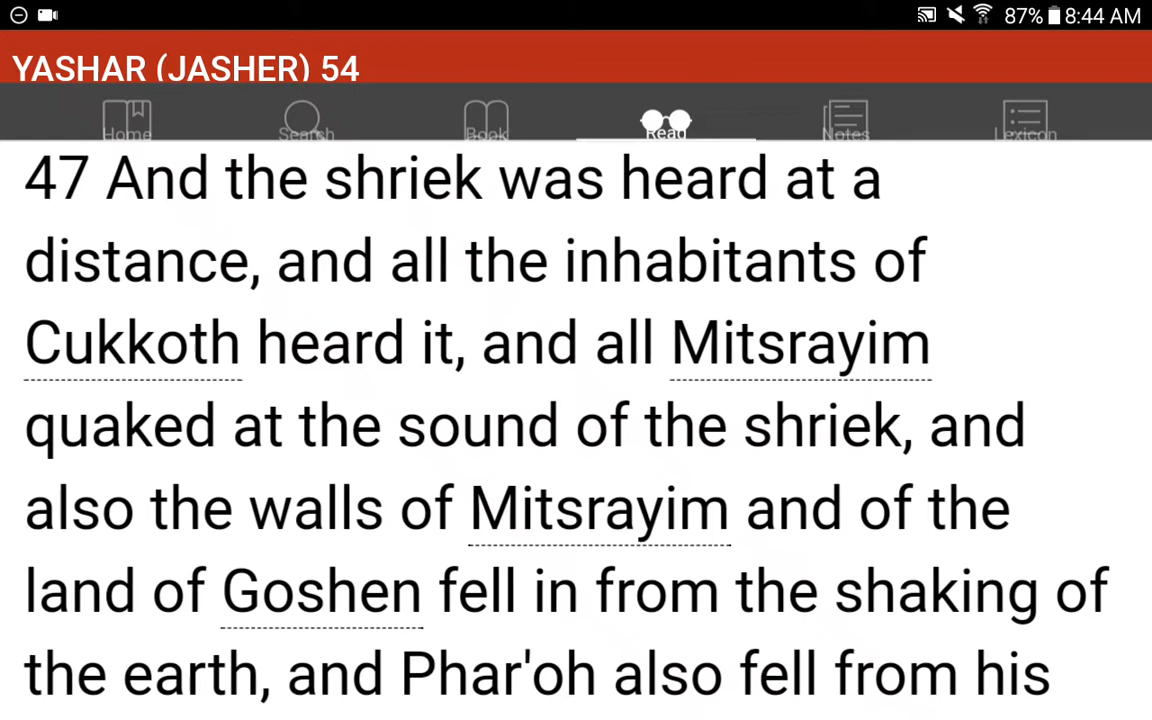 87% 8:44 AM
YASHAR (JASHER) 54
Home Search Book Read Notes Lexicon
47 And the shriek was heard at a
distance, and all the inhabitants of
Cukkoth heard it, and all Mitsrayim
quaked at the sound of the shriek, and
also the walls of Mitsrayim and of the
land of Goshen fell in from the shaking of
the earth, and Phar'oh also fell from his